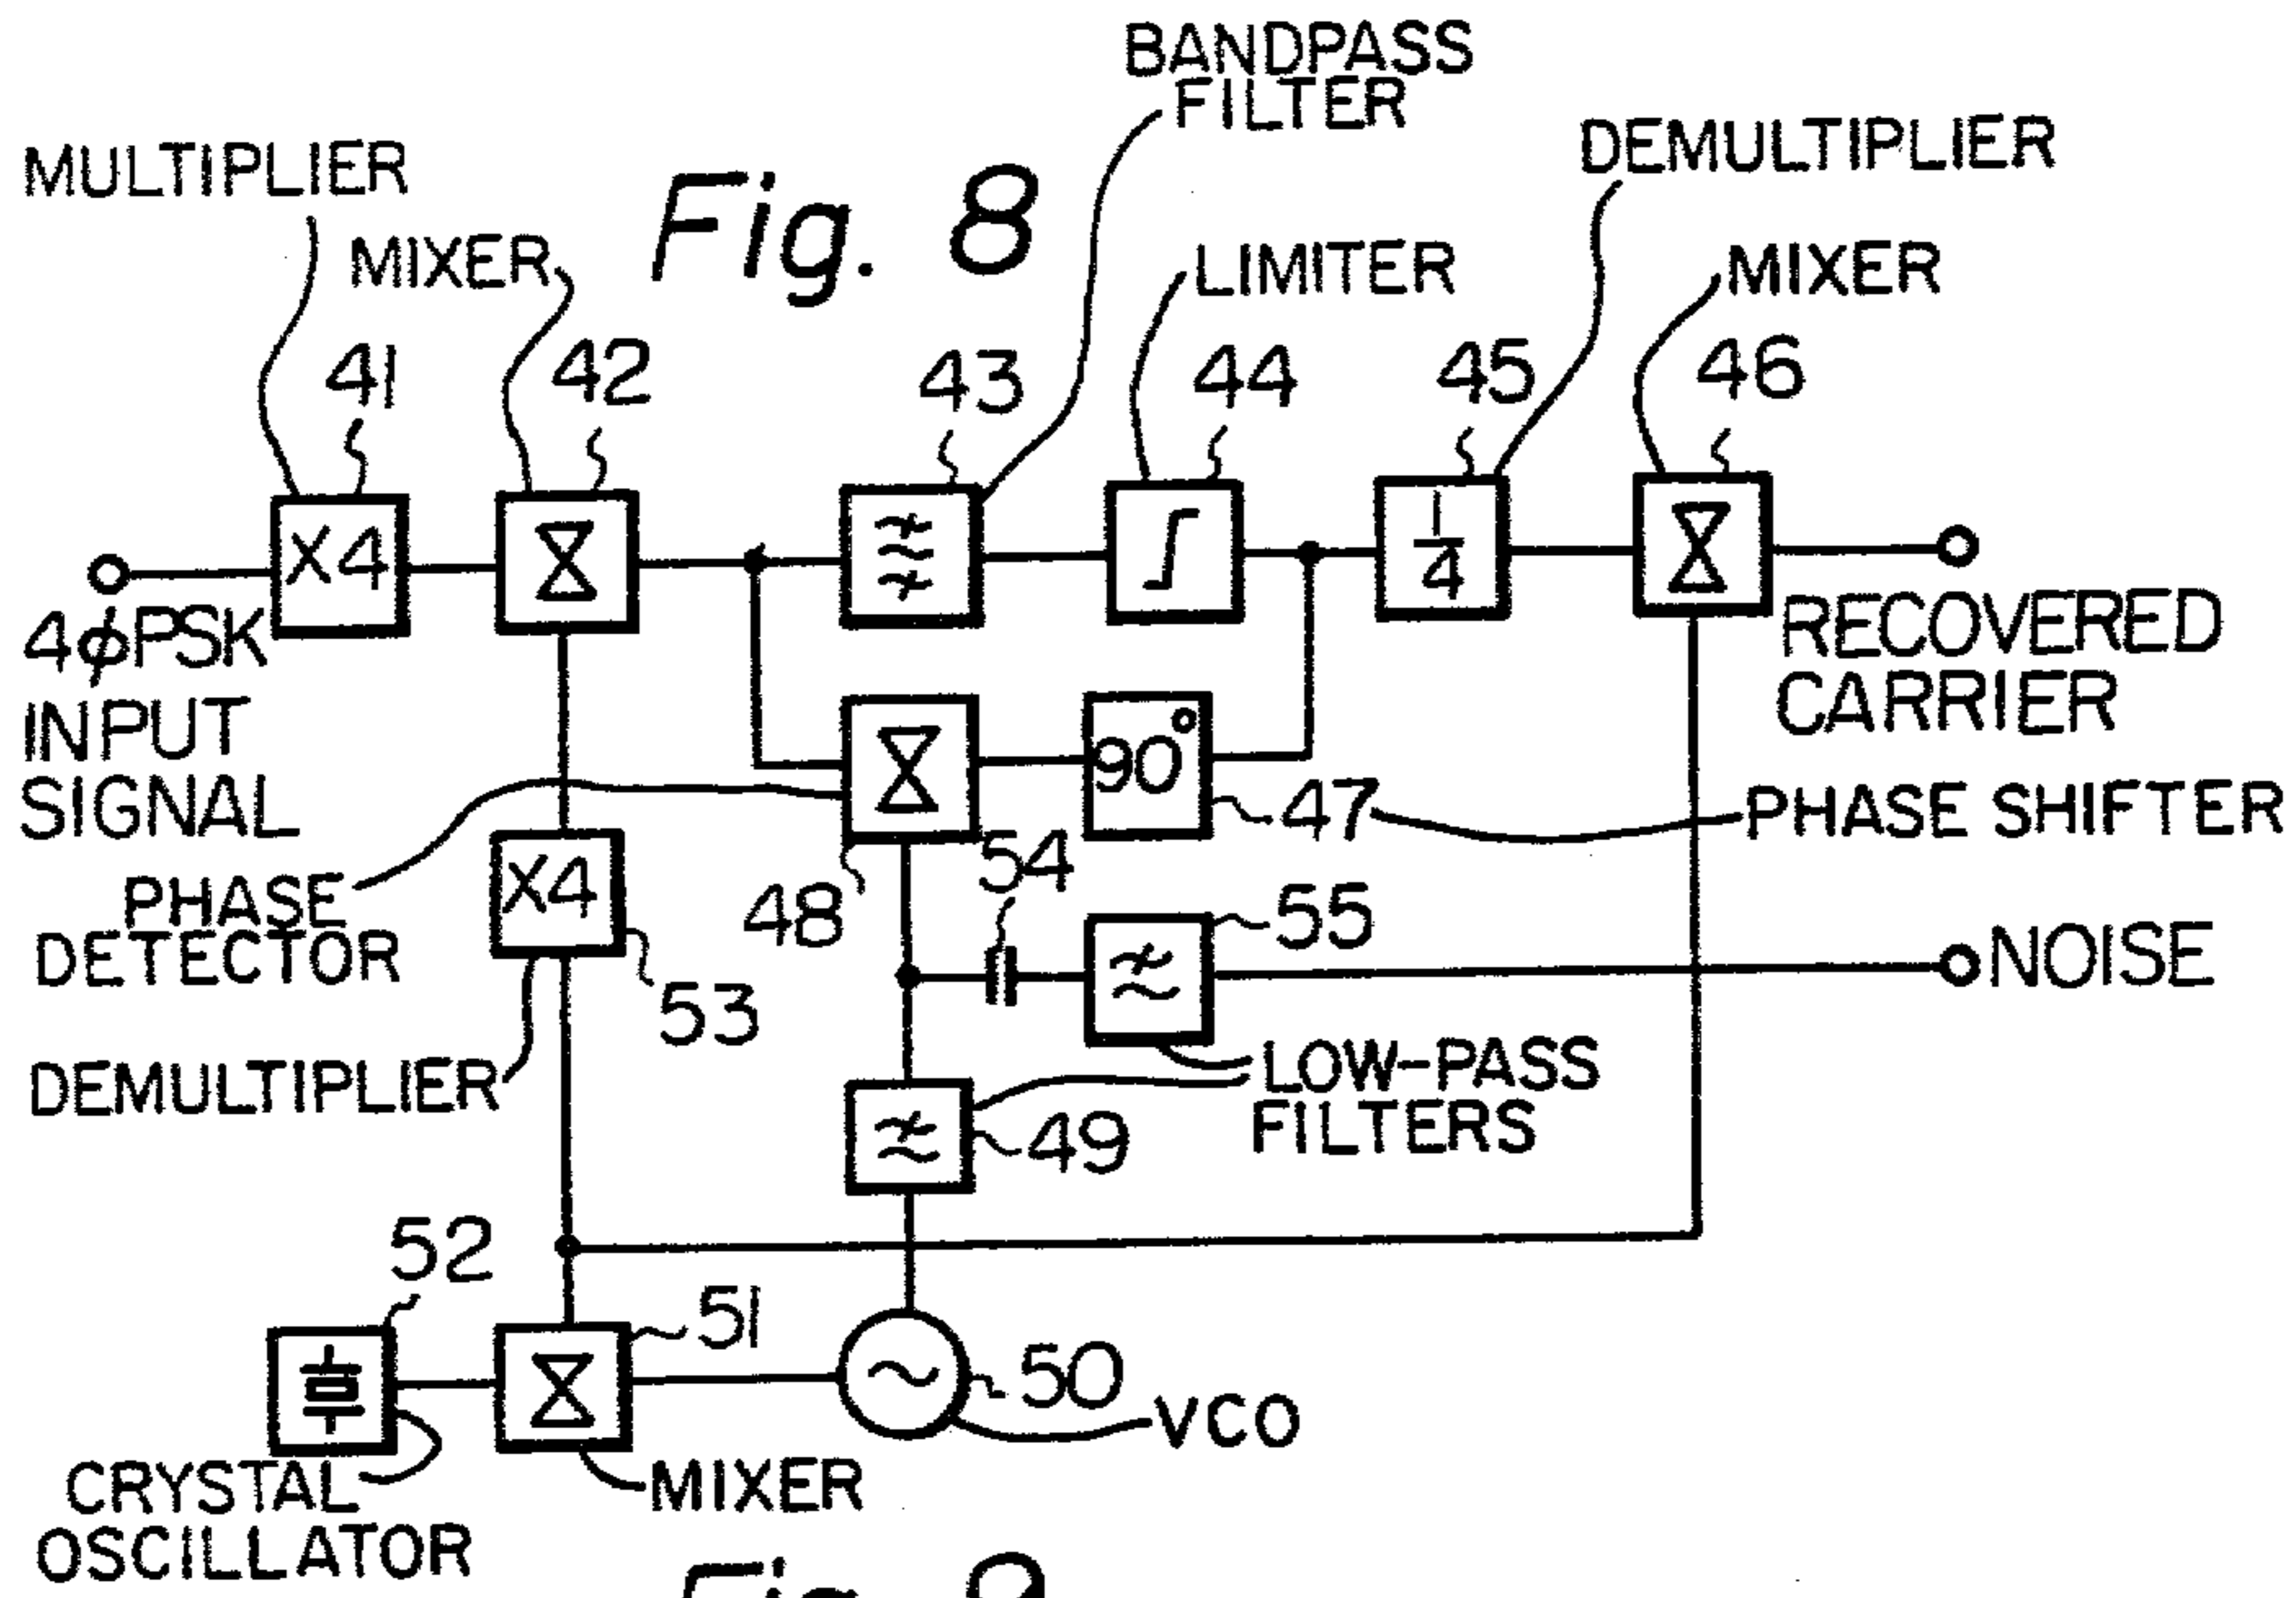 BANDPASS
FILTER
DEMULTIPLIER
MULTIPLIER
Fig. 8
MIXER
LIMITER
MIXER
41
42
43
44
45
46
X4
1
4
4φPSK
INPUT
SIGNAL
RECOVERED
CARRIER
90°
47
PHASE SHIFTER
PHASE
DETECTOR
X4
48
54
55
NOISE
53
DEMULTIPLIER
LOW-PASS
FILTERS
49
52
51
50
VCO
CRYSTAL
OSCILLATOR
MIXER